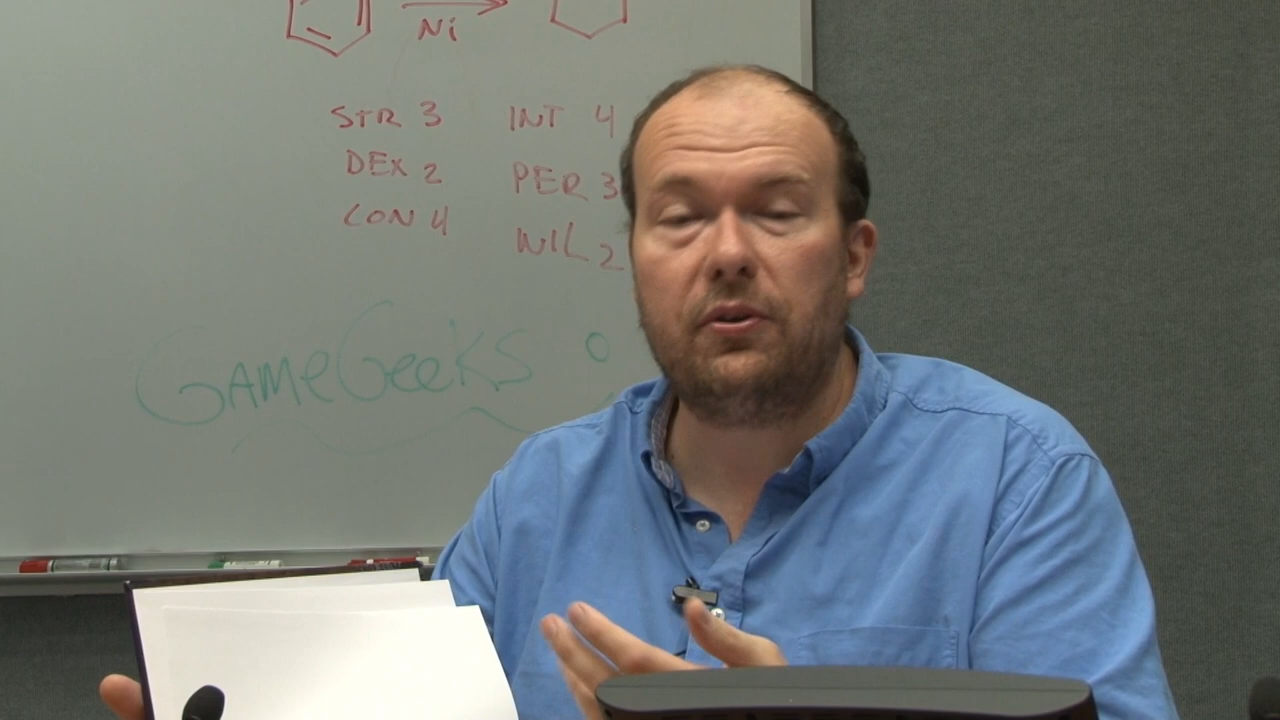 Ni
STR 3 INT 4
DEX 2 PER 3
CON 4 WIL 2
GAMeGeeKS